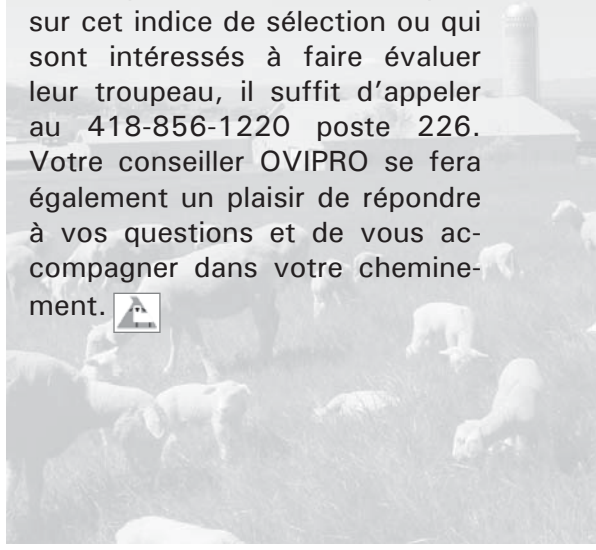 sur cet indice de sélection ou qui
sont intéressés à faire évaluer
leur troupeau, il suffit d'appeler
au 418-856-1220 poste 226.
Votre conseiller OVIPRO se fera
également un plaisir de répondre
à vos questions et de vous ac-
compagner dans votre chemine-
ment.